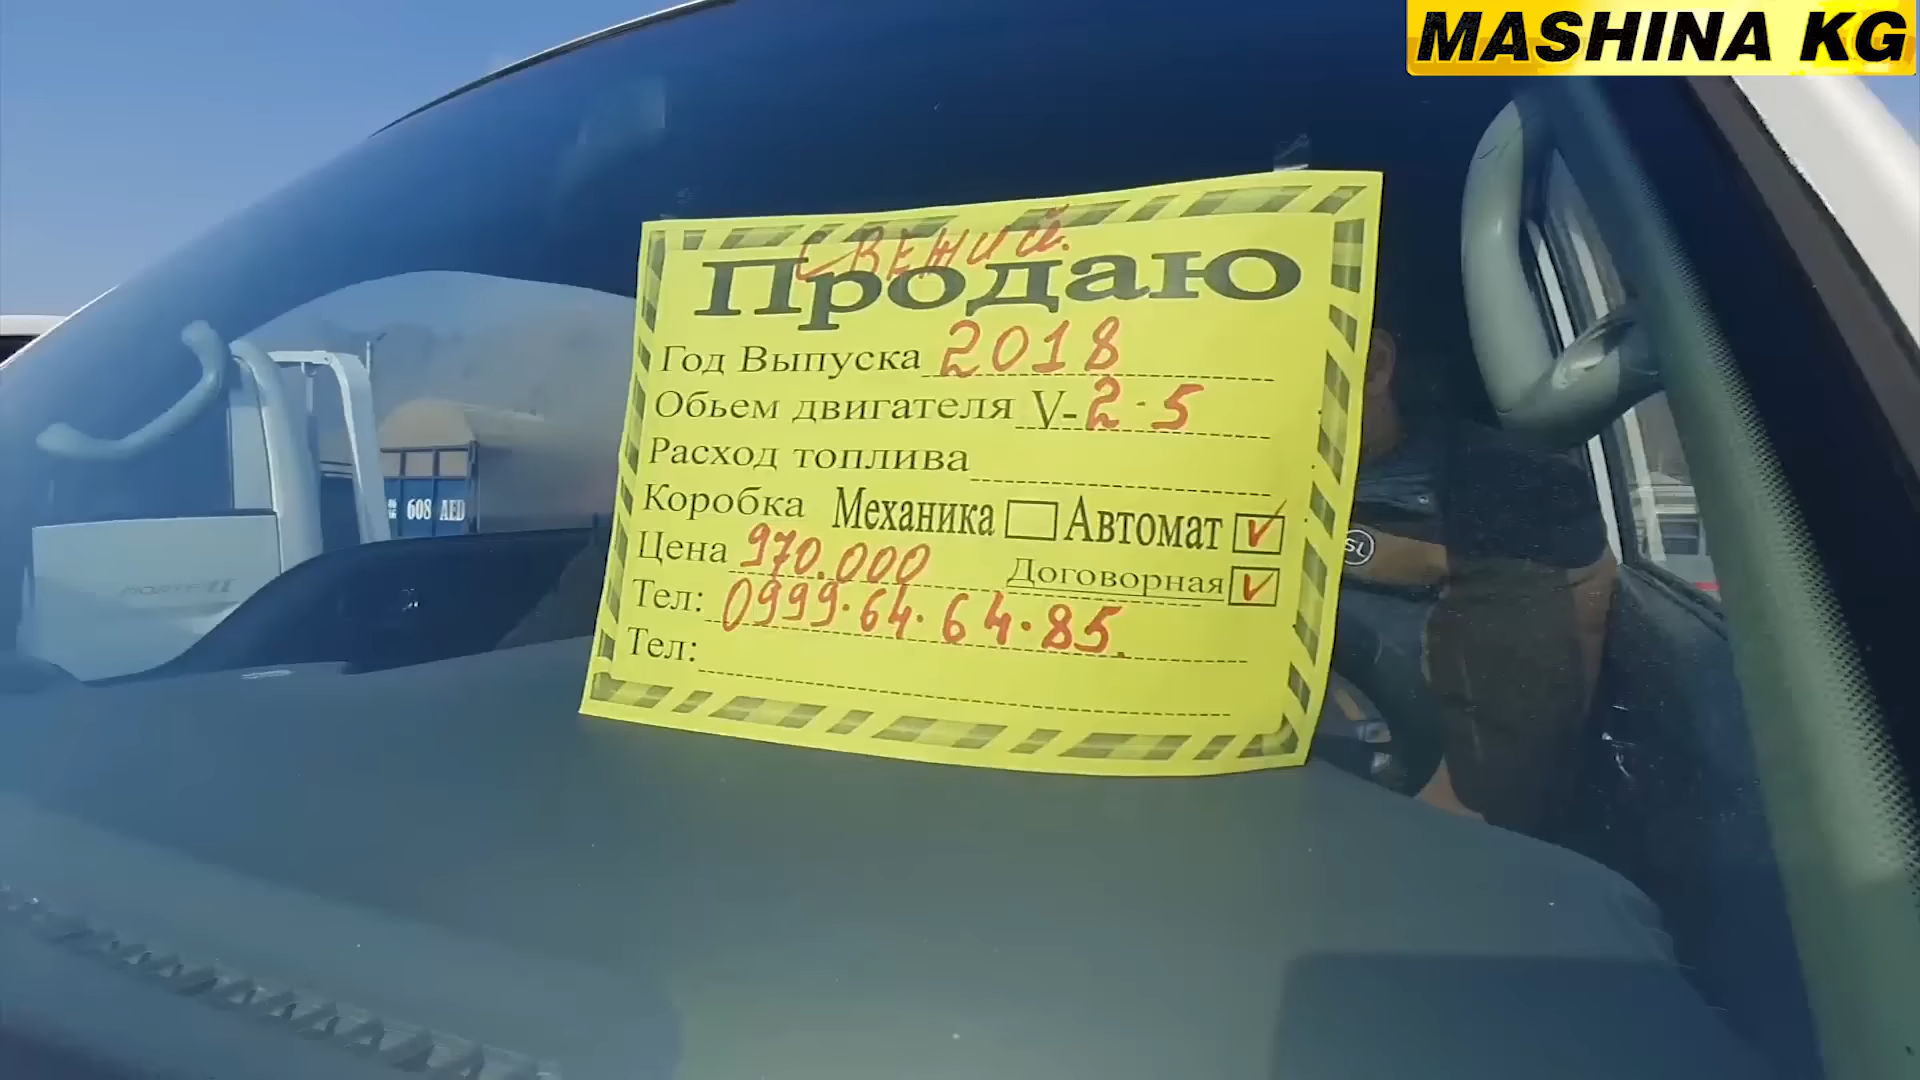 MASHINA KG
СВЕЖИЙ.
Продаю
Год Выпуска 2018
Обьем двигателя V-2.5
Расход топлива
Коробка Механика Автомат
Цена 970.000 Договорная
Тел: 0999.64.64.85.
Тел:
608 AED
SL